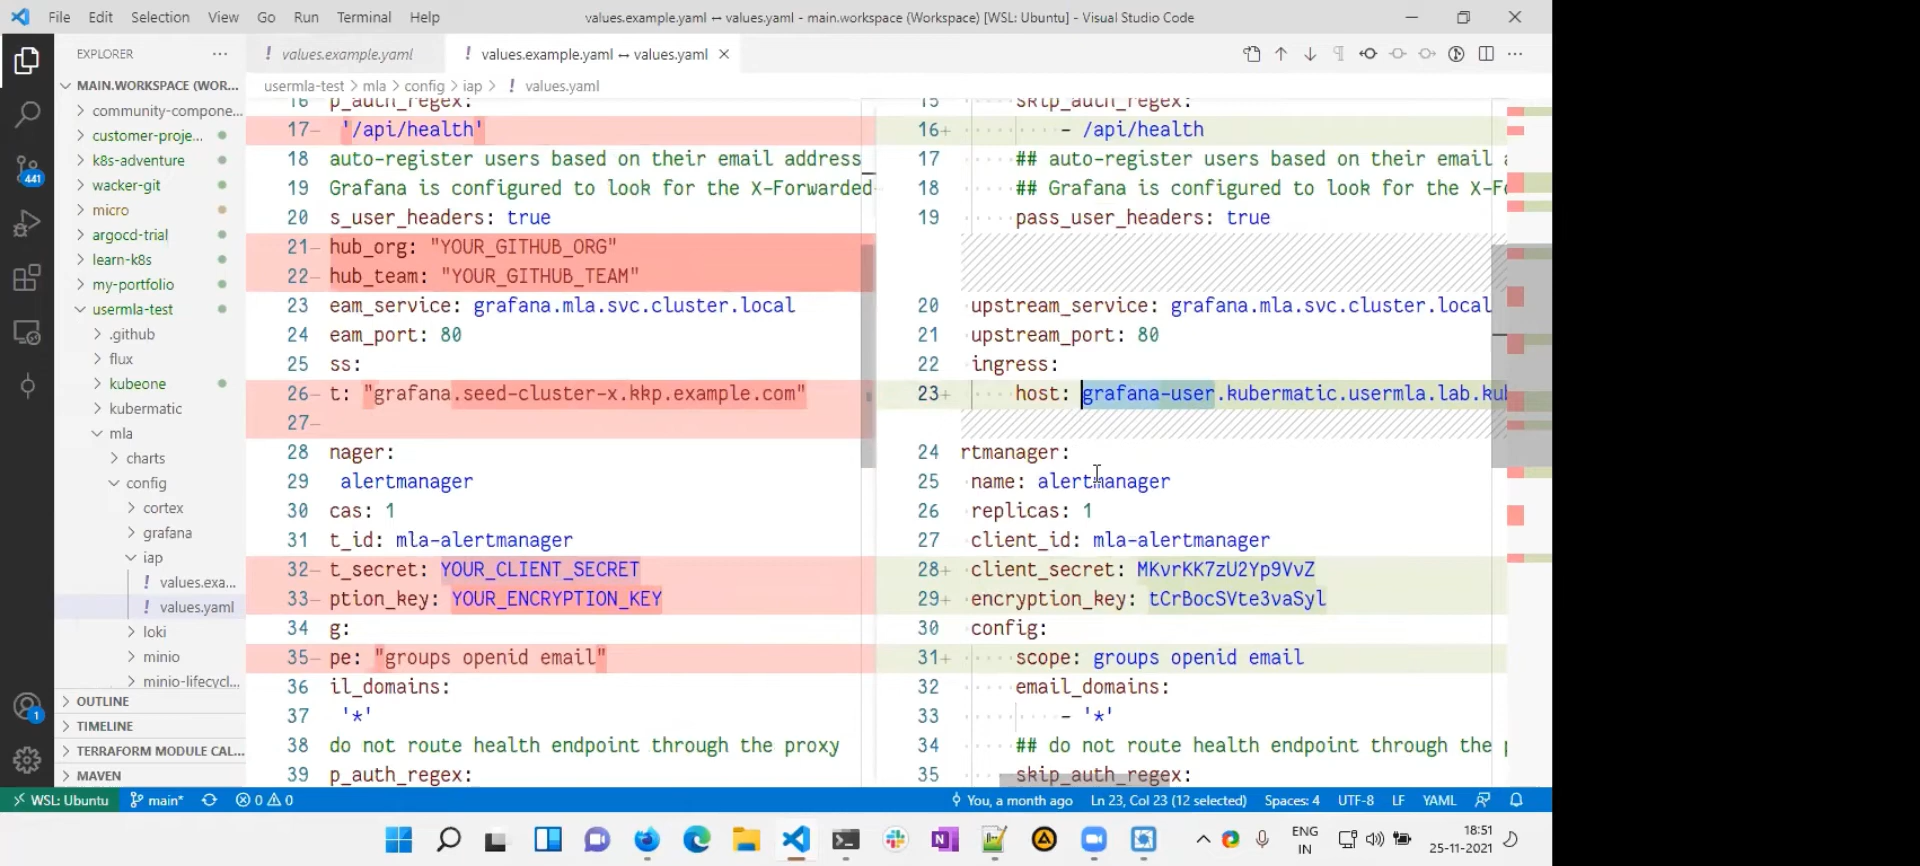 File Edit Selection View Go Run Terminal Help
values.example.yaml ↔ values.yaml - main.workspace (Workspace) [WSL: Ubuntu] - Visual Studio Code
EXPLORER ...
! values.example.yaml
! values.example.yaml ↔ values.yaml
usermla-test > mla > config > iap > ! values.yaml
MAIN.WORKSPACE (WOR...
community-compone...
customer-proje...
k8s-adventure
wacker-git
micro
argocd-trial
learn-k8s
my-portfolio
usermla-test
.github
flux
kubeone
kubermatic
mla
charts
config
cortex
grafana
iap
! values.exa...
! values.yaml
loki
minio
minio-lifecycl...
OUTLINE
TIMELINE
TERRAFORM MODULE CAL...
MAVEN
441
1
16 p_auth_regex:
17- '/api/health'
18 auto-register users based on their email address
19 Grafana is configured to look for the X-Forwarded-
20 s_user_headers: true
21- hub_org: "YOUR_GITHUB_ORG"
22- hub_team: "YOUR_GITHUB_TEAM"
23 eam_service: grafana.mla.svc.cluster.local
24 eam_port: 80
25 ss:
26- t: "grafana.seed-cluster-x.kkp.example.com"
27-
28 nager:
29 alertmanager
30 cas: 1
31 t_id: mla-alertmanager
32- t_secret: YOUR_CLIENT_SECRET
33- ption_key: YOUR_ENCRYPTION_KEY
34 g:
35- pe: "groups openid email"
36 il_domains:
37 '*'
38 do not route health endpoint through the proxy
39 p_auth_regex:
15 skip_auth_regex:
16+ - /api/health
17 ## auto-register users based on their email a
18 ## Grafana is configured to look for the X-Fo
19 pass_user_headers: true
20 upstream_service: grafana.mla.svc.cluster.local
21 upstream_port: 80
22 ingress:
23+ host: grafana-user.kubermatic.usermla.lab.kub
24 rtmanager:
25 name: alertmanager
26 replicas: 1
27 client_id: mla-alertmanager
28+ client_secret: MKvrKK7zU2Yp9VvZ
29+ encryption_key: tCrBocSVte3vaSyl
30 config:
31+ scope: groups openid email
32 email_domains:
33 - '*'
34 ## do not route health endpoint through the p
35 skip_auth_regex:
WSL: Ubuntu main* 0 0 You, a month ago Ln 23, Col 23 (12 selected) Spaces: 4 UTF-8 LF YAML
ENG
IN
18:51
25-11-2021